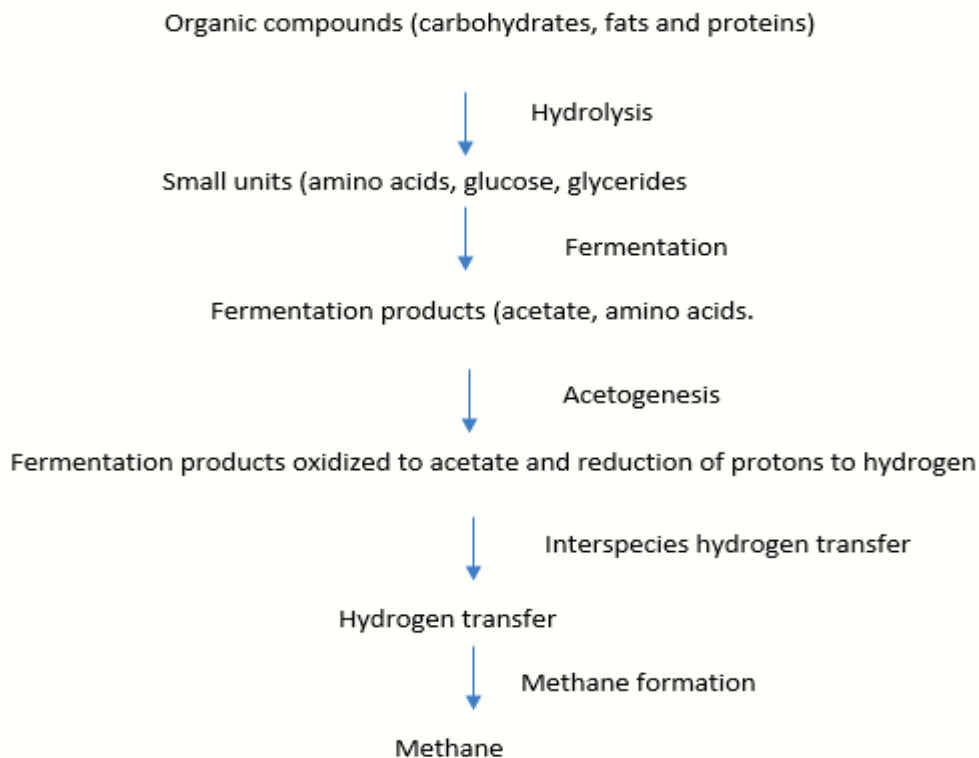 Organic compounds (carbohydrates, fats and proteins)
Hydrolysis
Small units (amino acids, glucose, glycerides
Fermentation
Fermentation products (acetate, amino acids.
Acetogenesis
Fermentation products oxidized to acetate and reduction of protons to hydrogen
Interspecies hydrogen transfer
Hydrogen transfer
Methane formation
Methane